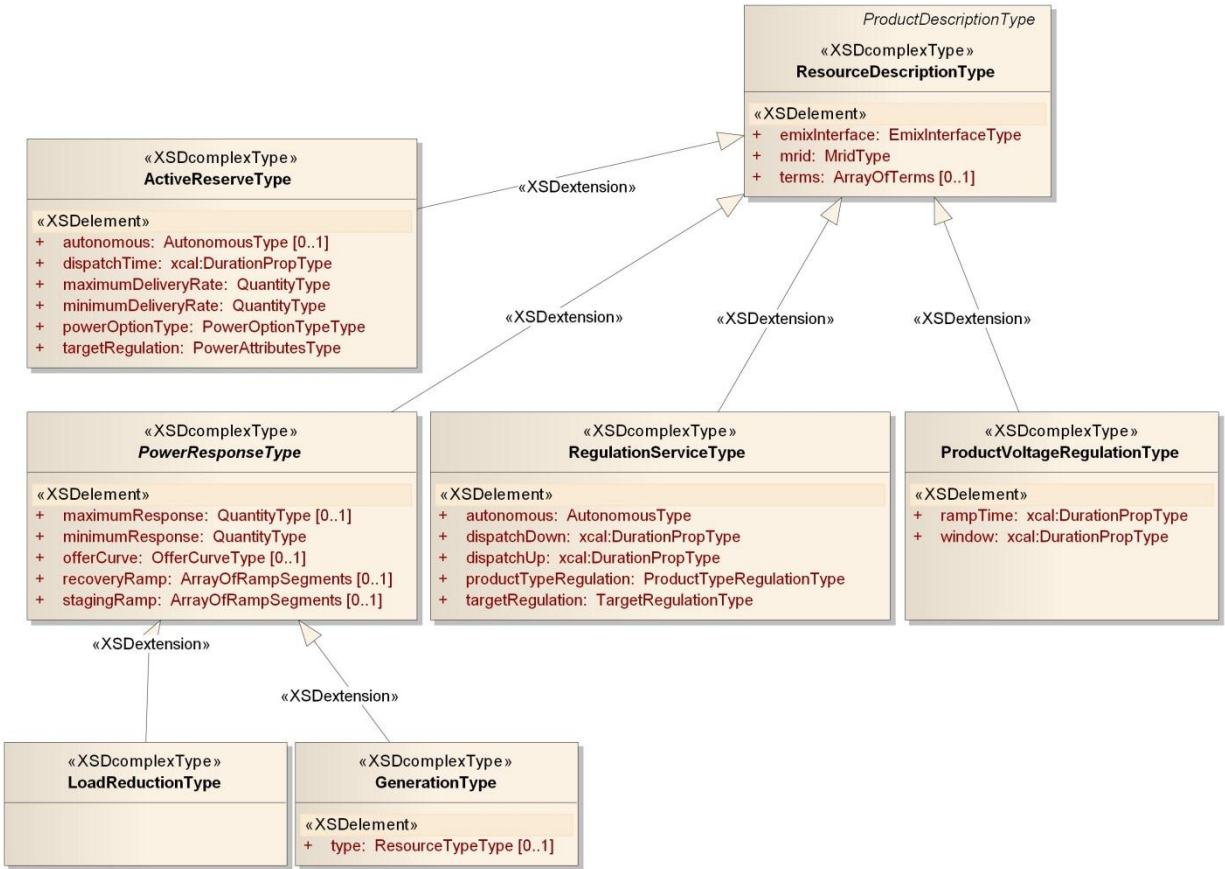 ProductDescriptionType
«XSDcomplexType»
ResourceDescriptionType
«XSDelement»
+ emixInterface: EmixInterfaceType
+ mrid: MridType
+ terms: ArrayOfTerms [0..1]
«XSDcomplexType»
ActiveReserveType
«XSDelement»
+ autonomous: AutonomousType [0..1]
+ dispatchTime: xcal:DurationPropType
+ maximumDeliveryRate: QuantityType
+ minimumDeliveryRate: QuantityType
+ powerOptionType: PowerOptionTypeType
+ targetRegulation: PowerAttributesType
«XSDextension»
«XSDextension»
«XSDextension»
«XSDextension»
«XSDcomplexType»
PowerResponseType
«XSDelement»
+ maximumResponse: QuantityType [0..1]
+ minimumResponse: QuantityType
+ offerCurve: OfferCurveType [0..1]
+ recoveryRamp: ArrayOfRampSegments [0..1]
+ stagingRamp: ArrayOfRampSegments [0..1]
«XSDcomplexType»
RegulationServiceType
«XSDelement»
+ autonomous: AutonomousType
+ dispatchDown: xcal:DurationPropType
+ dispatchUp: xcal:DurationPropType
+ productTypeRegulation: ProductTypeRegulationType
+ targetRegulation: TargetRegulationType
«XSDcomplexType»
ProductVoltageRegulationType
«XSDelement»
+ rampTime: xcal:DurationPropType
+ window: xcal:DurationPropType
«XSDextension»
«XSDextension»
«XSDcomplexType»
LoadReductionType
«XSDcomplexType»
GenerationType
«XSDelement»
+ type: ResourceTypeType [0..1]